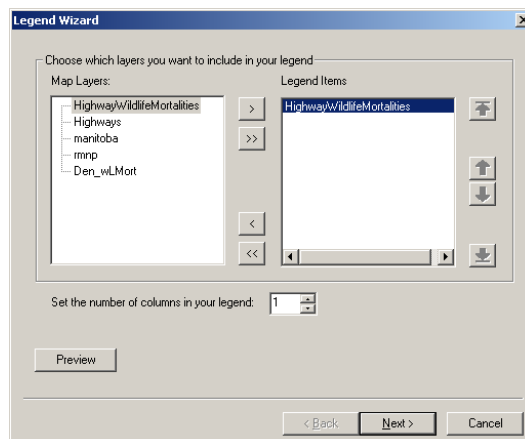 Legend Wizard
Choose which layers you want to include in your legend
Map Layers:
Legend Items
HighwayWildlifeMortalities
Highways
manitoba
rmnp
Den_wLMort
>
>>
<
<<
HighwayWildlifeMortalities
Set the number of columns in your legend:
1
Preview
< Back
Next >
Cancel